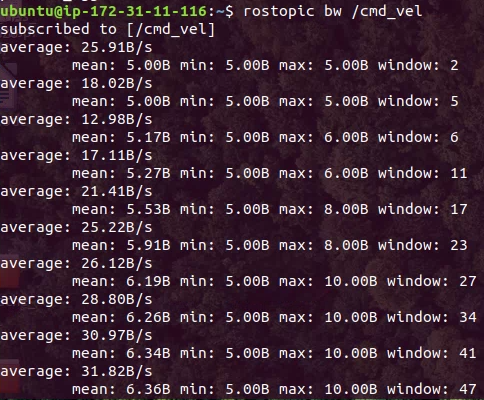 ubuntu@ip-172-31-11-116:~$ rostopic bw /cmd_vel
subscribed to [/cmd_vel]
average: 25.91B/s
mean: 5.00B min: 5.00B max: 5.00B window: 2
average: 18.02B/s
mean: 5.00B min: 5.00B max: 5.00B window: 5
average: 12.98B/s
mean: 5.17B min: 5.00B max: 6.00B window: 6
average: 17.11B/s
mean: 5.27B min: 5.00B max: 6.00B window: 11
average: 21.41B/s
mean: 5.53B min: 5.00B max: 8.00B window: 17
average: 25.22B/s
mean: 5.91B min: 5.00B max: 8.00B window: 23
average: 26.12B/s
mean: 6.19B min: 5.00B max: 10.00B window: 27
average: 28.80B/s
mean: 6.26B min: 5.00B max: 10.00B window: 34
average: 30.97B/s
mean: 6.34B min: 5.00B max: 10.00B window: 41
average: 31.82B/s
mean: 6.36B min: 5.00B max: 10.00B window: 47